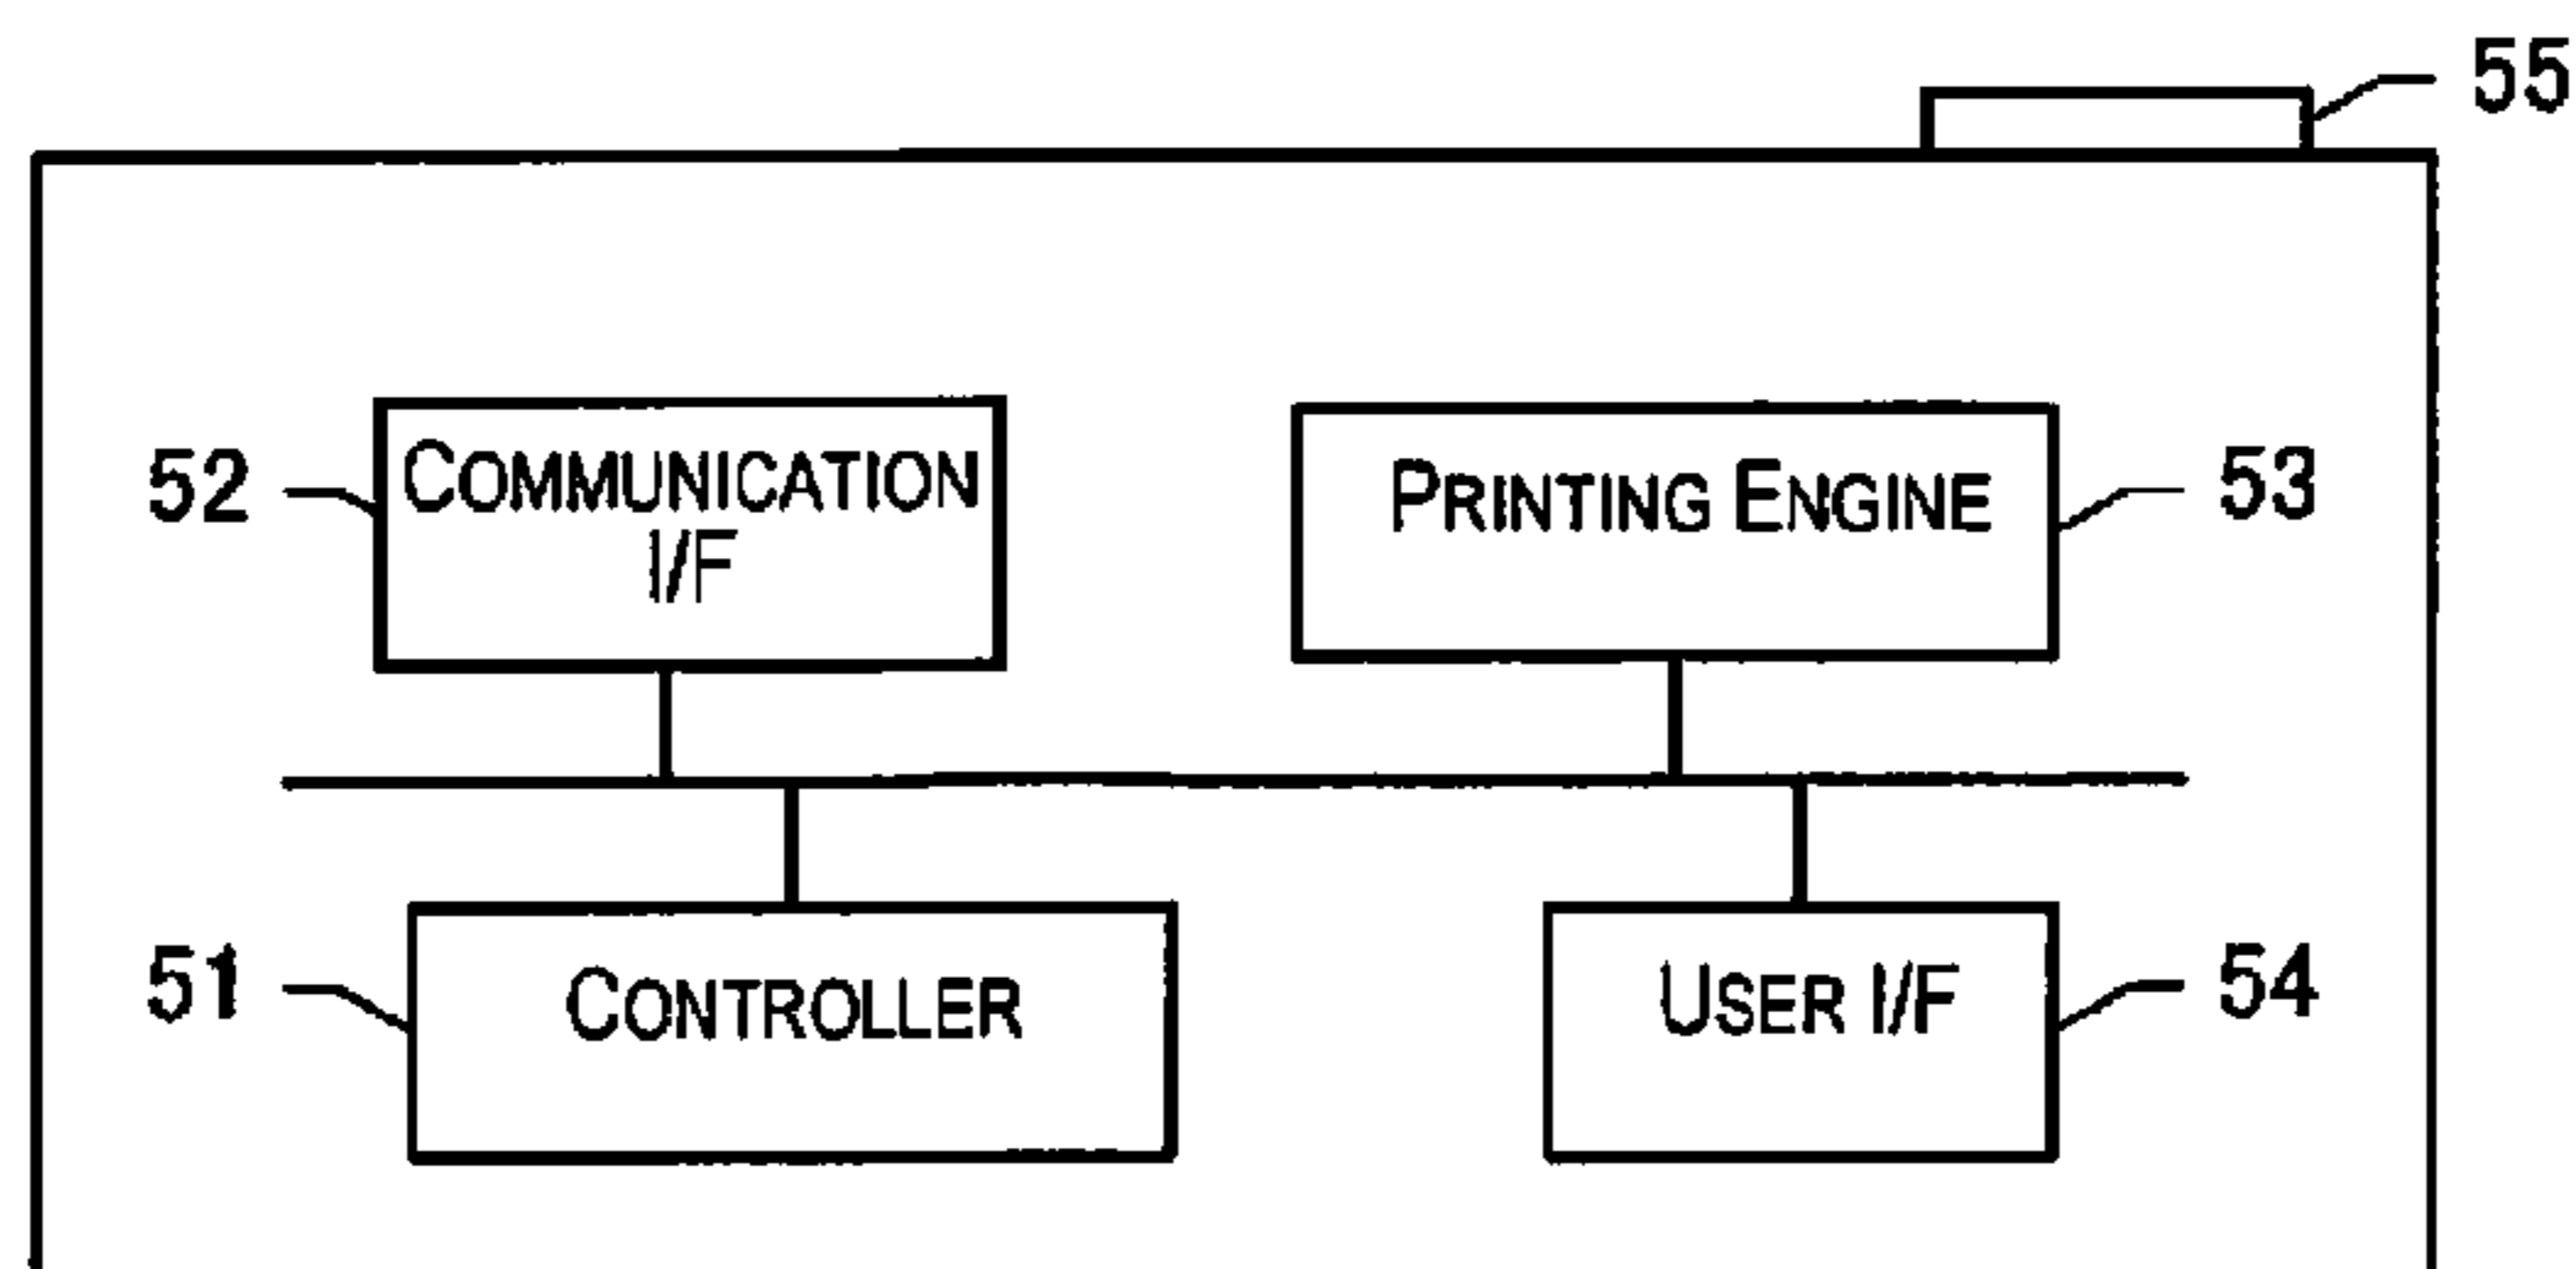 55
52
COMMUNICATION
I/F
PRINTING ENGINE
53
51
CONTROLLER
USER I/F
54